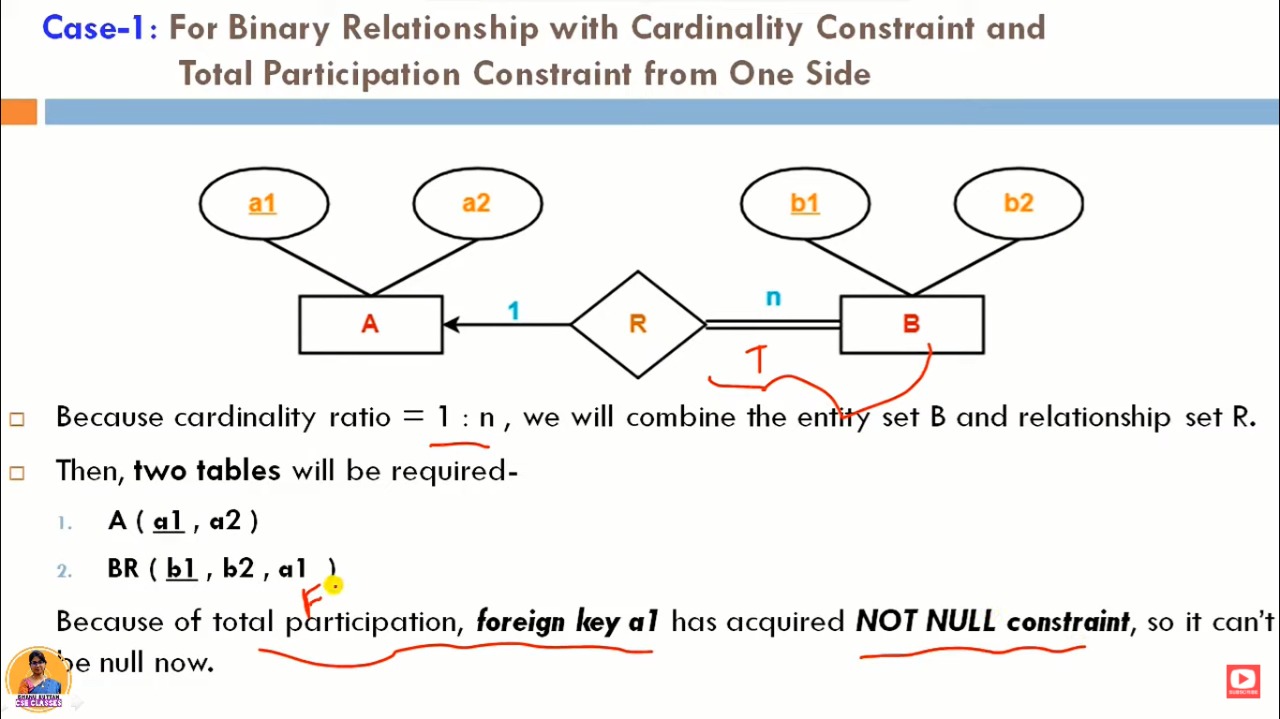 Case-1: For Binary Relationship with Cardinality Constraint and
Total Participation Constraint from One Side
a1
a2
b1
b2
A
1
R
n
B
T
Because cardinality ratio = 1 : n , we will combine the entity set B and relationship set R.
Then, two tables will be required-
1. A ( a1 , a2 )
2. BR ( b1 , b2 , a1 )
F
Because of total participation, foreign key a1 has acquired NOT NULL constraint, so it can't
be null now.
CSE CLASSES
SUBSCRIBE